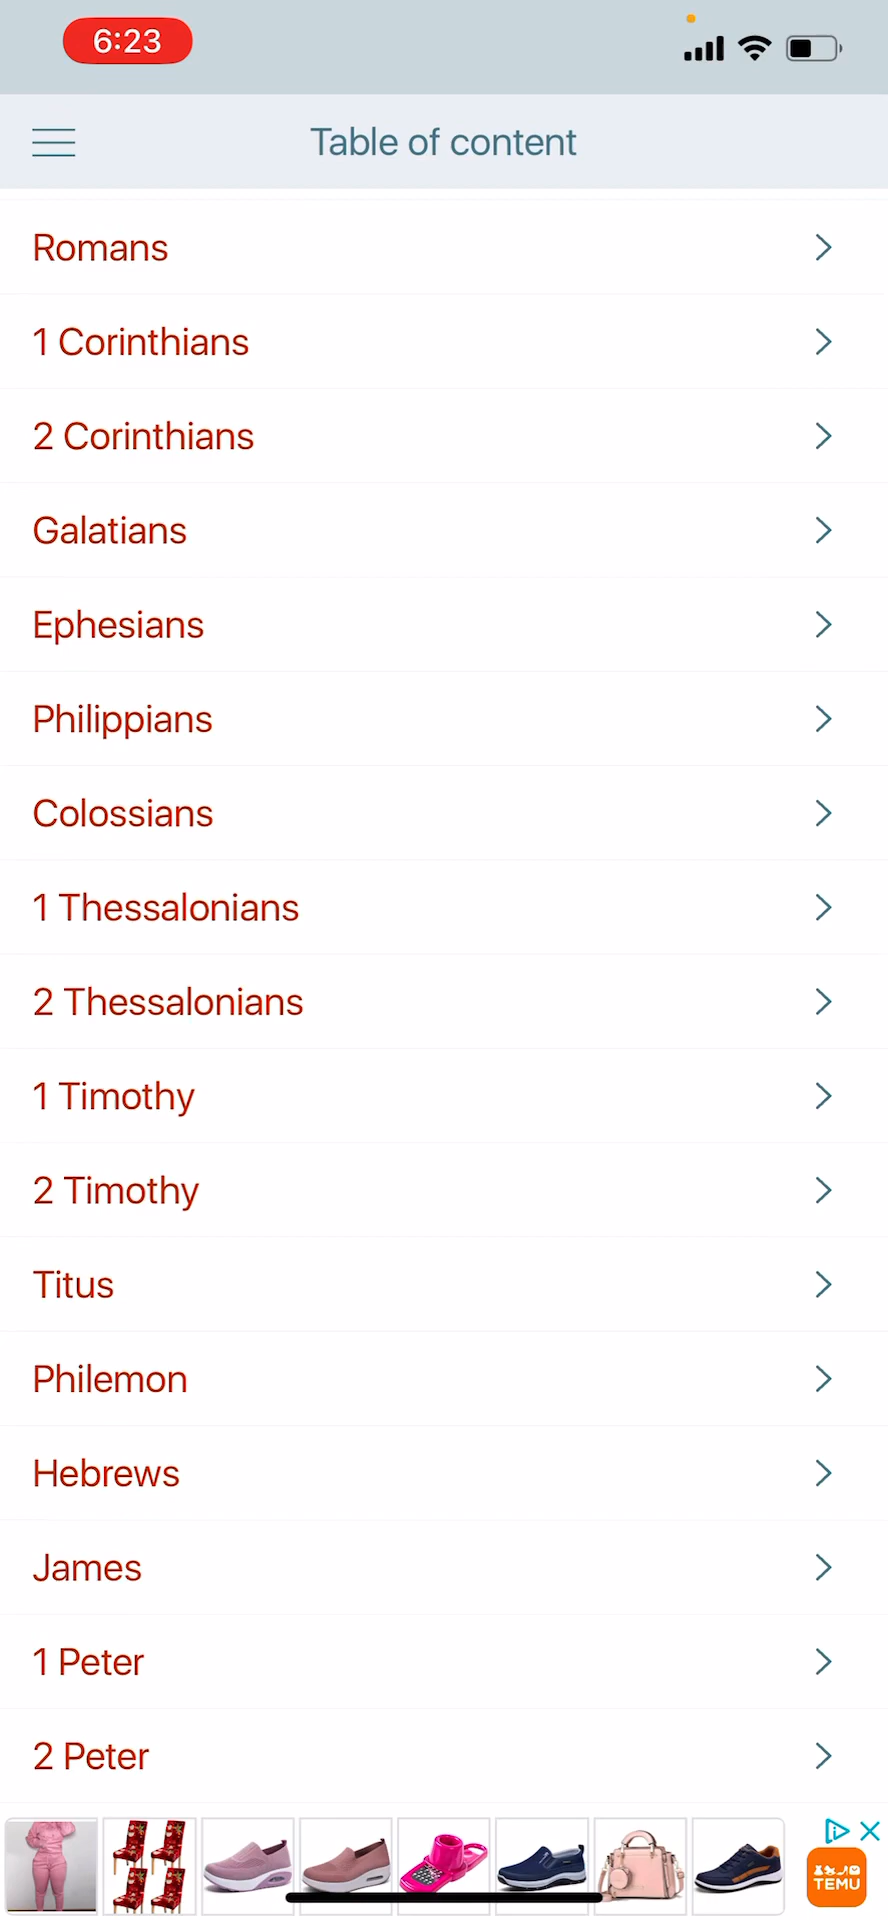 6:23
Table of content
Romans
1 Corinthians
2 Corinthians
Galatians
Ephesians
Philippians
Colossians
1 Thessalonians
2 Thessalonians
1 Timothy
2 Timothy
Titus
Philemon
Hebrews
James
1 Peter
2 Peter
TEMU